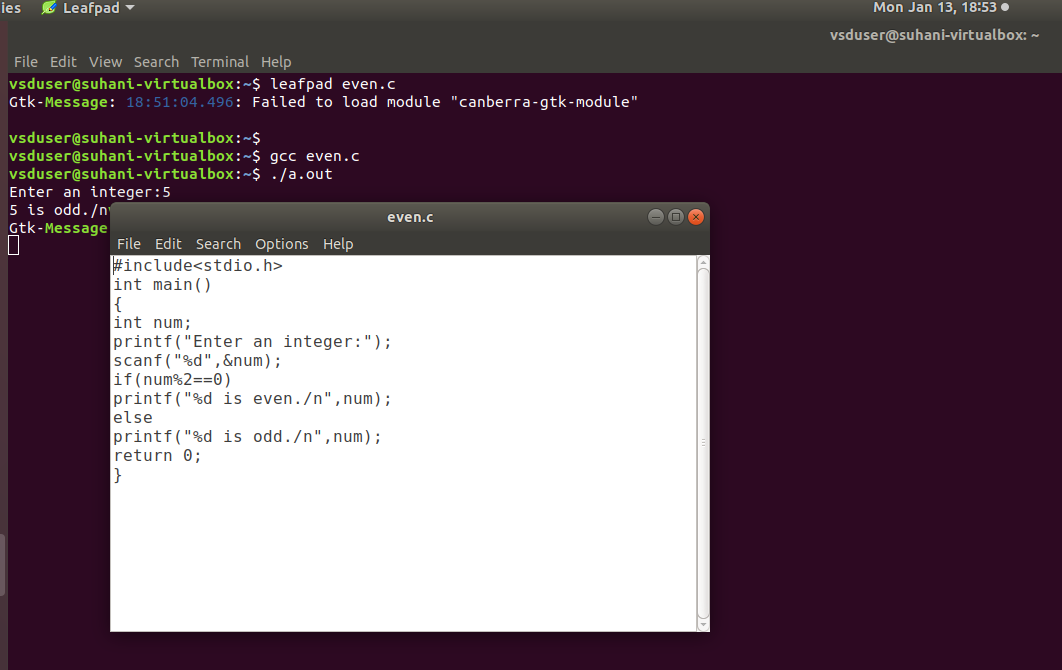 ies Leafpad Mon Jan 13, 18:53
vsduser@suhani-virtualbox: ~
File Edit View Search Terminal Help
vsduser@suhani-virtualbox:~$ leafpad even.c
Gtk-Message: 18:51:04.496: Failed to load module "canberra-gtk-module"
vsduser@suhani-virtualbox:~$
vsduser@suhani-virtualbox:~$ gcc even.c
vsduser@suhani-virtualbox:~$ ./a.out
Enter an integer:5
5 is odd./n
Gtk-Message
even.c
File Edit Search Options Help
#include<stdio.h>
int main()
{
int num;
printf("Enter an integer:");
scanf("%d",&num);
if(num%2==0)
printf("%d is even./n",num);
else
printf("%d is odd./n",num);
return 0;
}